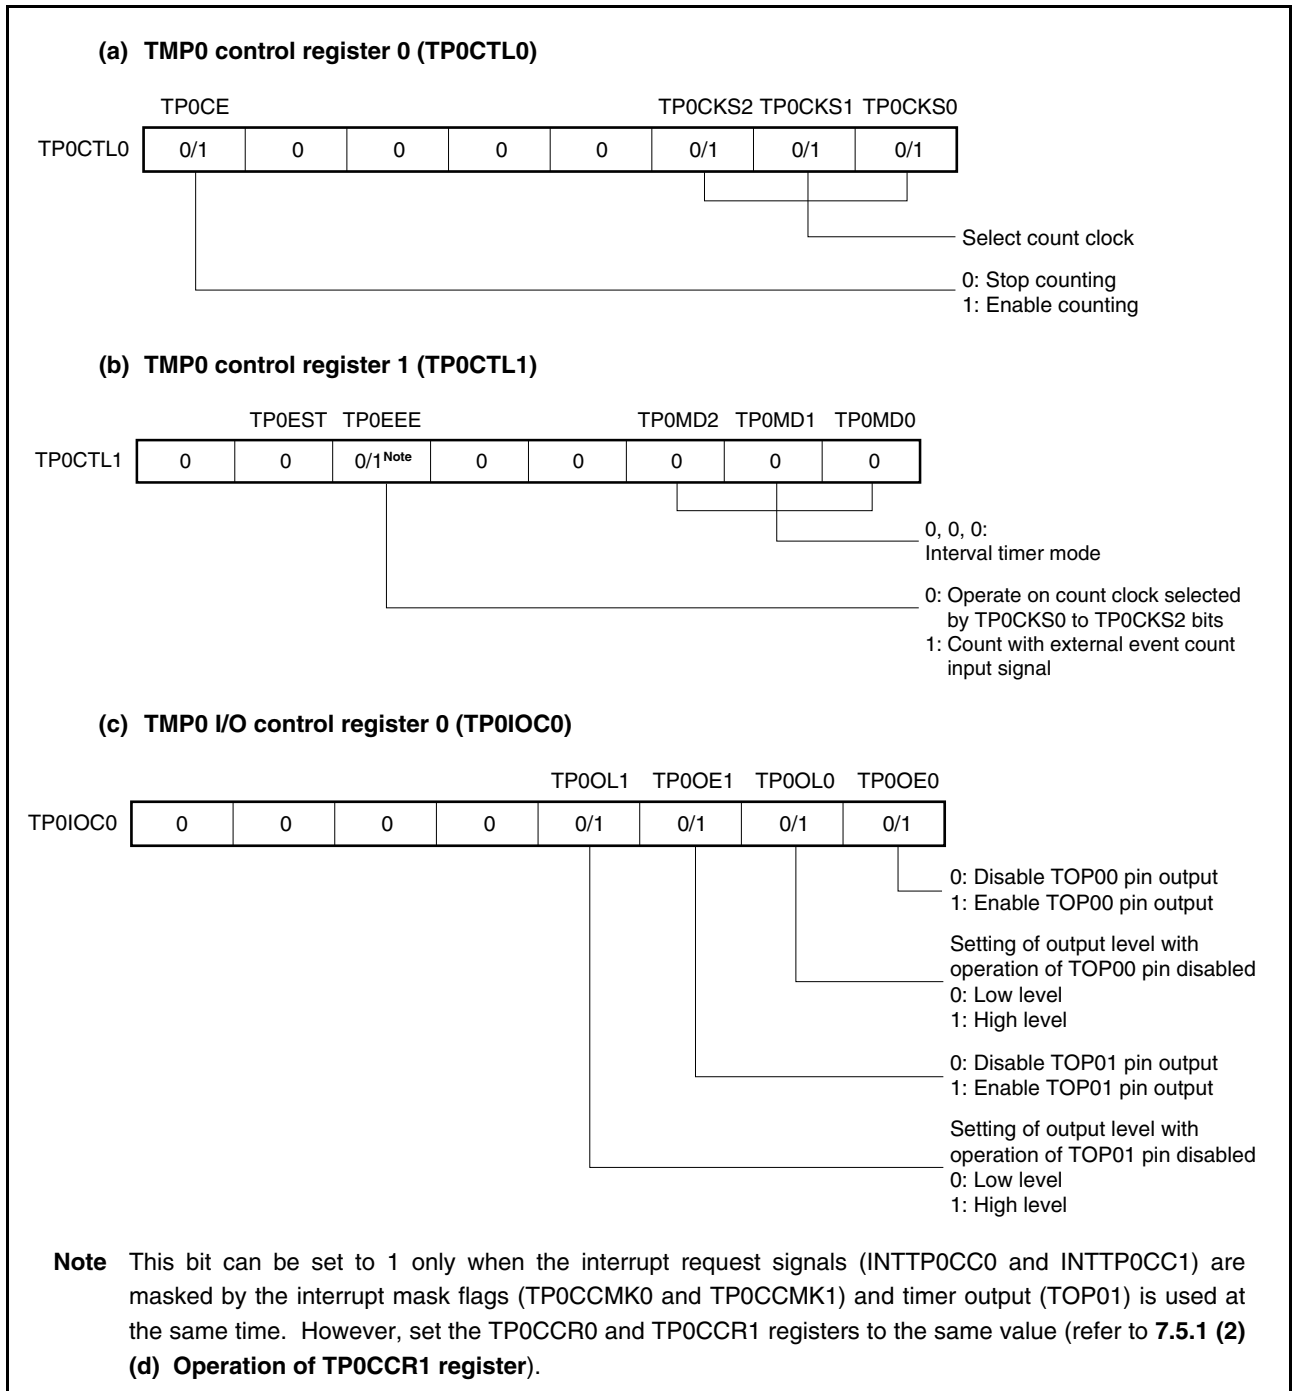 (a) TMP0 control register 0 (TP0CTL0)
TP0CE TP0CKS2 TP0CKS1 TP0CKS0
TP0CTL0 0/1 0 0 0 0 0/1 0/1 0/1
Select count clock
0: Stop counting
1: Enable counting
(b) TMP0 control register 1 (TP0CTL1)
TP0EST TP0EEE TP0MD2 TP0MD1 TP0MD0
TP0CTL1 0 0 0/1Note 0 0 0 0 0
0, 0, 0:
Interval timer mode
0: Operate on count clock selected
by TP0CKS0 to TP0CKS2 bits
1: Count with external event count
input signal
(c) TMP0 I/O control register 0 (TP0IOC0)
TP0OL1 TP0OE1 TP0OL0 TP0OE0
TP0IOC0 0 0 0 0 0/1 0/1 0/1 0/1
0: Disable TOP00 pin output
1: Enable TOP00 pin output
Setting of output level with
operation of TOP00 pin disabled
0: Low level
1: High level
0: Disable TOP01 pin output
1: Enable TOP01 pin output
Setting of output level with
operation of TOP01 pin disabled
0: Low level
1: High level
Note This bit can be set to 1 only when the interrupt request signals (INTTP0CC0 and INTTP0CC1) are
masked by the interrupt mask flags (TP0CCMK0 and TP0CCMK1) and timer output (TOP01) is used at
the same time. However, set the TP0CCR0 and TP0CCR1 registers to the same value (refer to 7.5.1 (2)
(d) Operation of TP0CCR1 register).